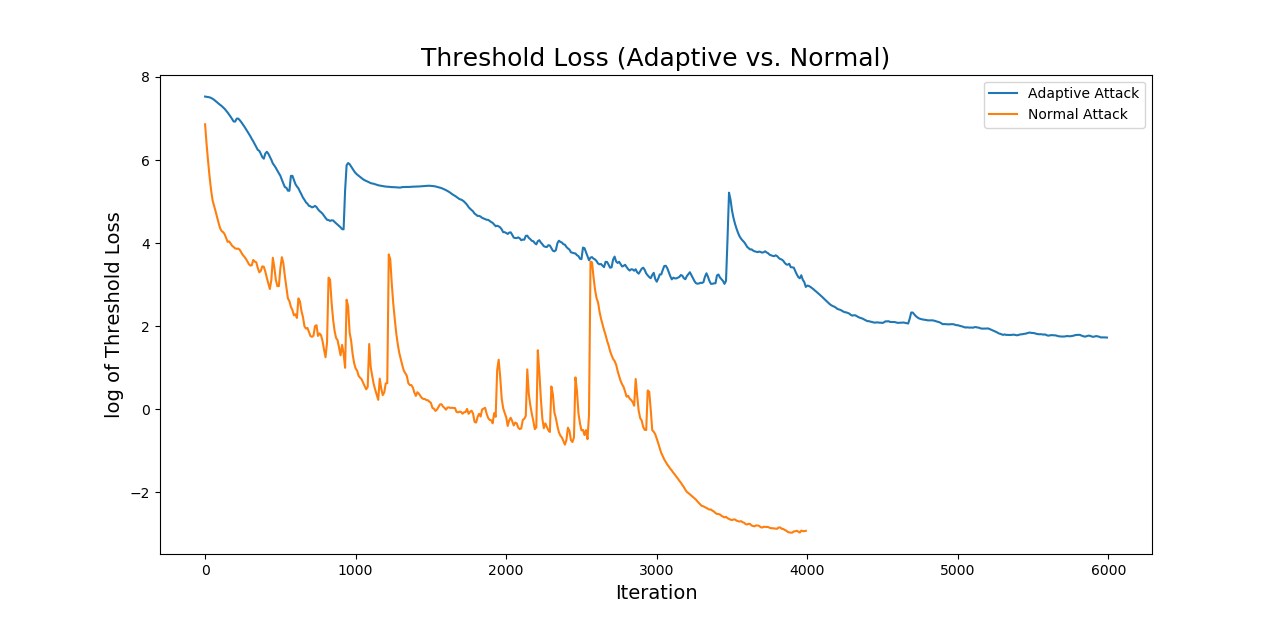 Threshold Loss (Adaptive vs. Normal)
Adaptive Attack
Normal Attack
log of Threshold Loss
8
6
4
2
0
−2
0 1000 2000 3000 4000 5000 6000
Iteration